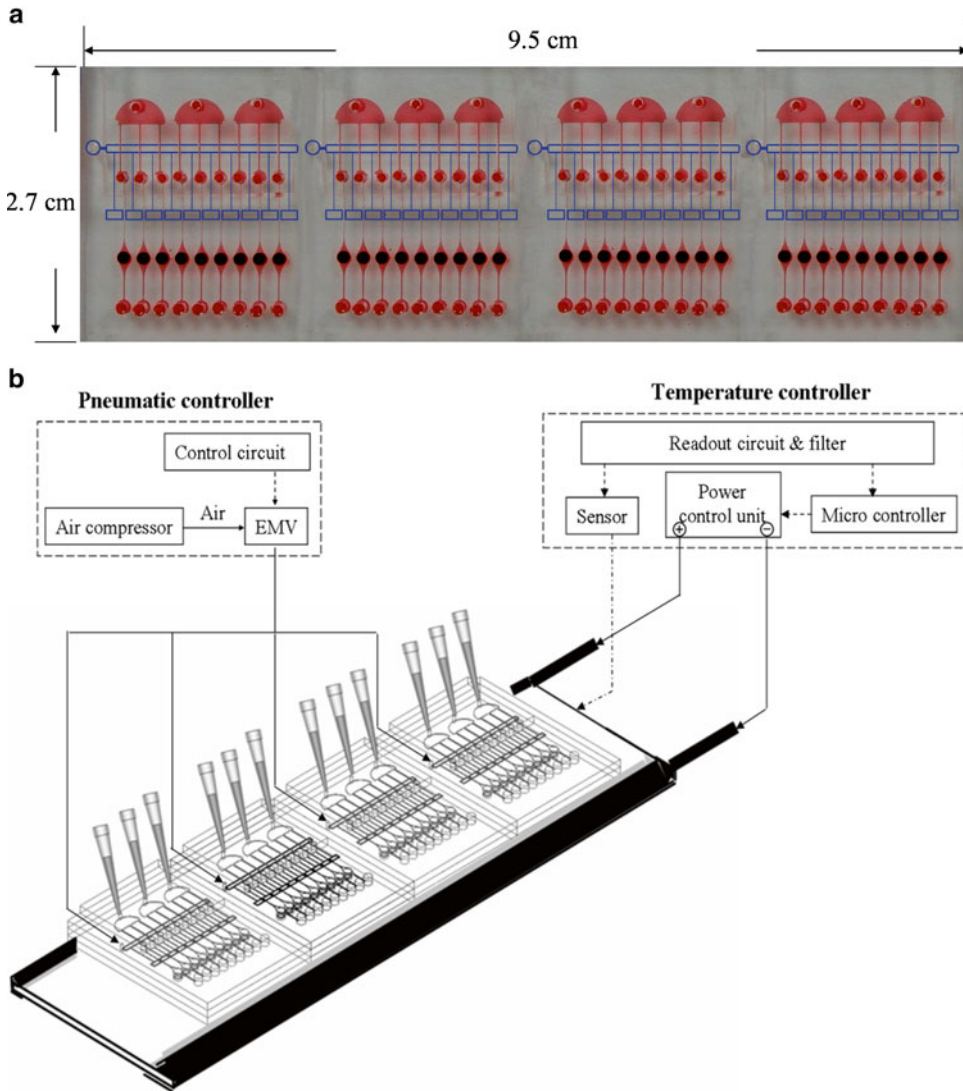 a
9.5 cm
2.7 cm
b
Pneumatic controller
Control circuit
Air compressor
Air
EMV
Temperature controller
Readout circuit & filter
Sensor
Power
control unit
+
−
Micro controller